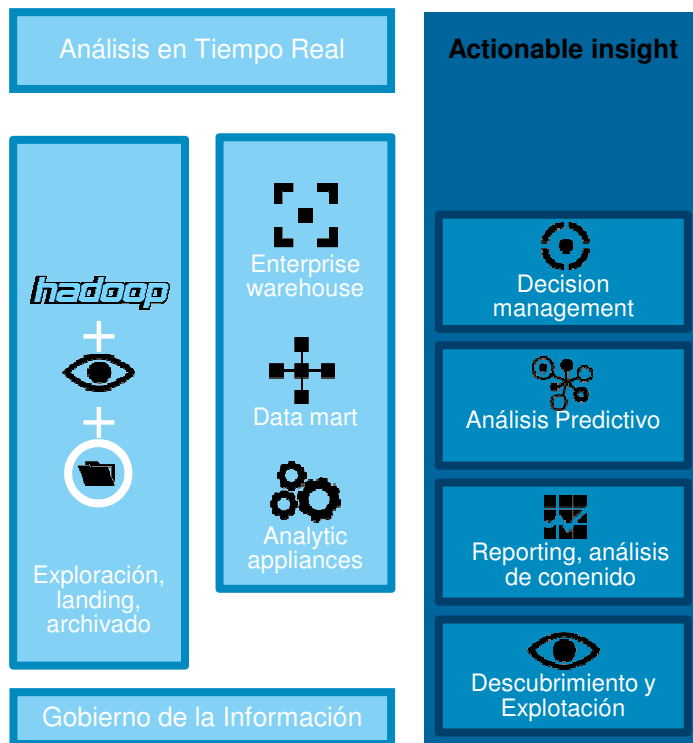 Análisis en Tiempo Real
hadoop
+
+
Exploración,
landing,
archivado
Enterprise
warehouse
Data mart
Analytic
appliances
Gobierno de la Información
Actionable insight
Decision
management
Análisis Predictivo
Reporting, análisis
de conenido
Descubrimiento y
Explotación